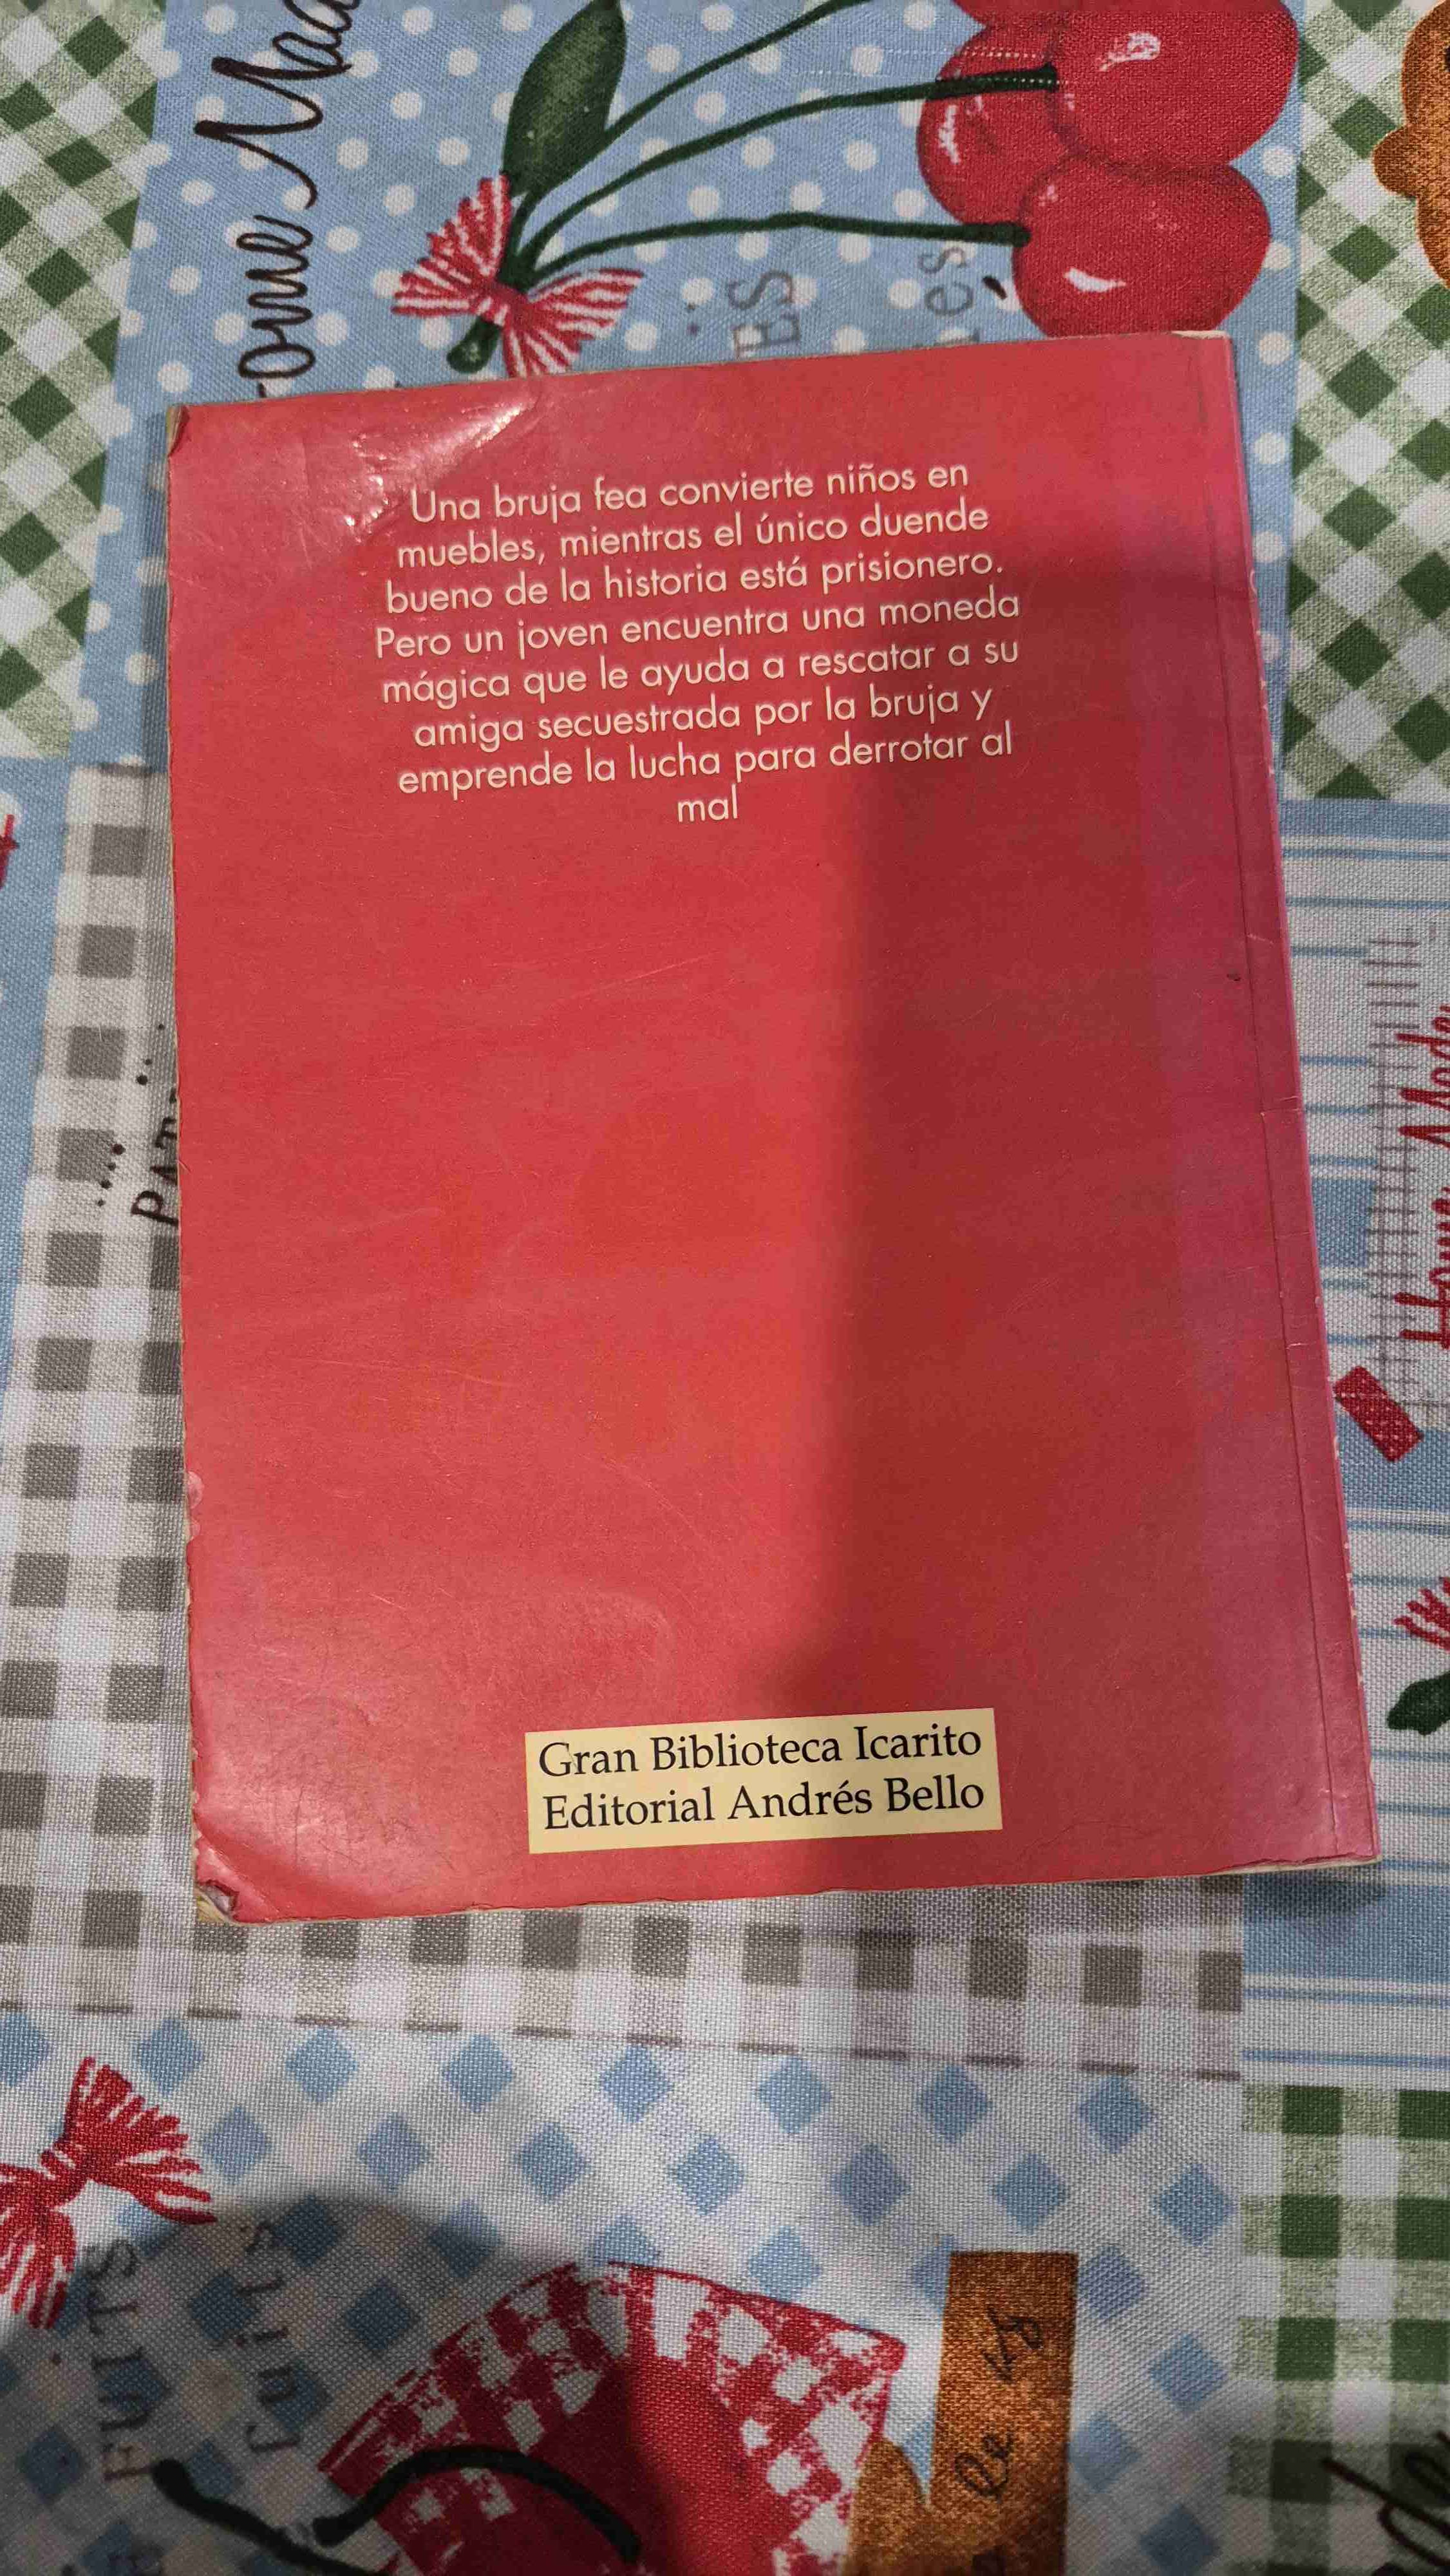 Una bruja fea convierte niños en
muebles, mientras el único duende
bueno de la historia está prisionero.
Pero un joven encuentra una moneda
mágica que le ayuda a rescatar a su
amiga secuestrada por la bruja y
emprende la lucha para derrotar al
mal
Gran Biblioteca Icarito
Editorial Andrés Bello
FUITS
fuits